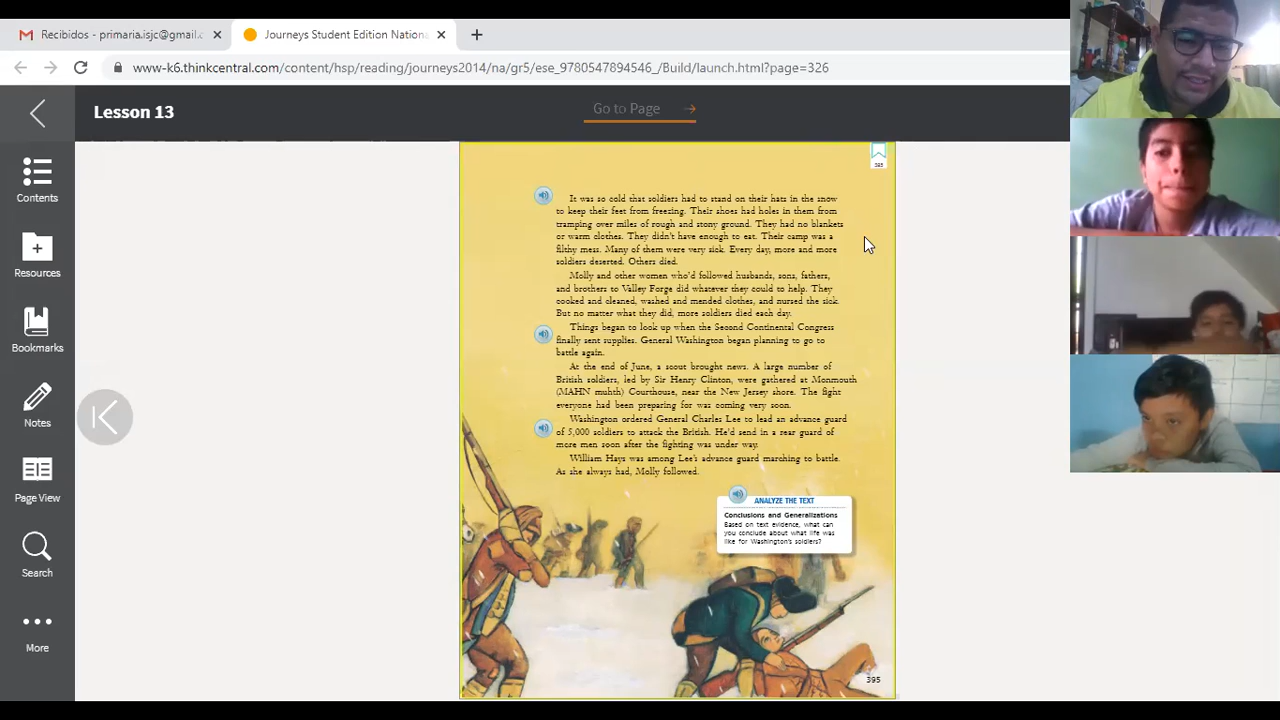 Recibidos - primaria.isjc@gmail.c
Journeys Student Edition Nation
www-k6.thinkcentral.com/content/hsp/reading/journeys2014/na/gr5/ese_9780547894546_/Build/launch.html?page=326
Lesson 13
Go to Page
Contents
Resources
Bookmarks
Notes
Page View
Search
More
395
It was so cold that soldiers had to stand on their hats in the snow
to keep their feet from freezing. Their shoes had holes in them from
tramping over miles of rough and stony ground. They had no blankets
or warm clothes. They didn't have enough to eat. Their camp was a
filthy mess. Many of them were very sick. Every day, more and more
soldiers deserted. Others died.
Molly and other women who'd followed husbands, sons, fathers,
and brothers to Valley Forge did whatever they could to help. They
cooked and cleaned, washed and mended clothes, and nursed the sick.
But no matter what they did, more soldiers died each day.
Things began to look up when the Second Continental Congress
finally sent supplies. General Washington began planning to go to
battle again.
At the end of June, a scout brought news. A large number of
British soldiers, led by Sir Henry Clinton, were gathered at Monmouth
(MAHN muhth) Courthouse, near the New Jersey shore. The fight
everyone had been preparing for was coming very soon.
Washington ordered General Charles Lee to lead an advance guard
of 5,000 soldiers to attack the British. He'd send in a rear guard of
more men soon after the fighting was under way.
William Hays was among Lee's advance guard marching to battle.
As she always had, Molly followed.
ANALYZE THE TEXT
Conclusions and Generalizations
Based on text evidence, what can
you conclude about what life was
like for Washington's soldiers?
395